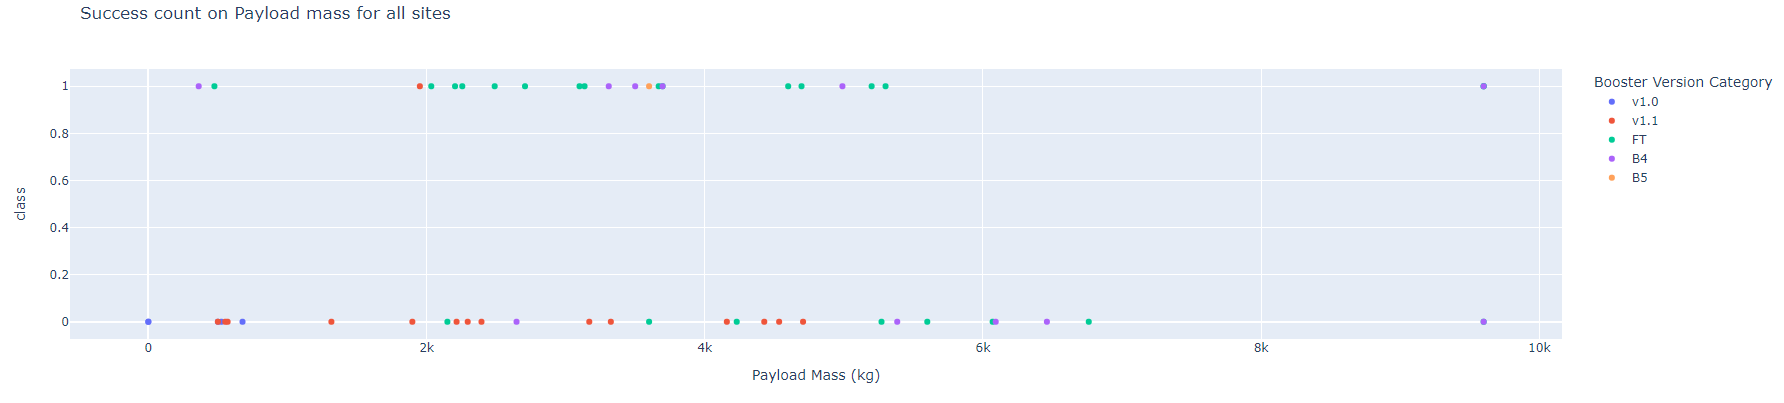 Success count on Payload mass for all sites
Booster Version Category
v1.0
v1.1
FT
B4
B5
class
1
0.8
0.6
0.4
0.2
0
0 2k 4k 6k 8k 10k
Payload Mass (kg)